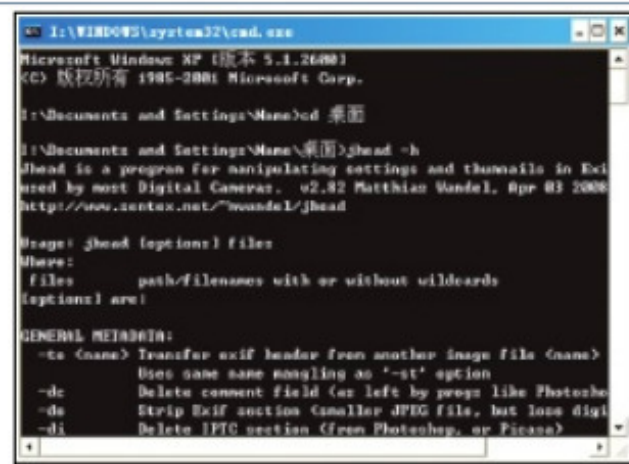 I:\WINDOWS\system32\cmd.exe
Microsoft Windows XP [版本 5.1.2600]
(C) 版权所有 1985-2001 Microsoft Corp.
I:\Documents and Settings\Name>cd 桌面
I:\Documents and Settings\Name\桌面>jhead -h
Jhead is a program for manipulating settings and thumnails in Exi
used by most Digital Cameras. v2.82 Matthias Wandel, Apr 03 2008
http://www.sentex.net/~mwandel/jhead
Usage: jhead [options] files
Where:
files path/filenames with or without wildcards
[options] are:
GENERAL METADATA:
-te <name> Transfer exif header from another image file <name>
Uses same name mangling as '-st' option
-dc Delete comment field (as left by progs like Photosho
-de Strip Exif section (smaller JPEG file, but lose digi
-di Delete IPTC section (from Photoshop, or Picasa)